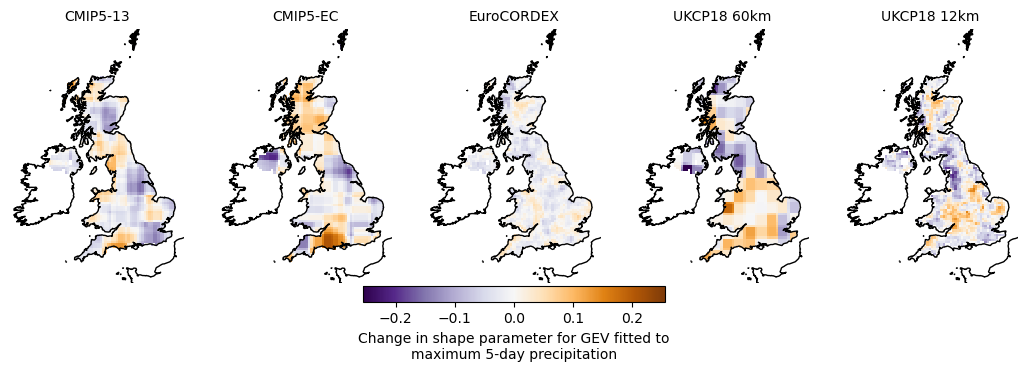 CMIP5-13 CMIP5-EC EuroCORDEX UKCP18 60km UKCP18 12km
−0.2 −0.1 0.0 0.1 0.2
Change in shape parameter for GEV fitted to
maximum 5-day precipitation